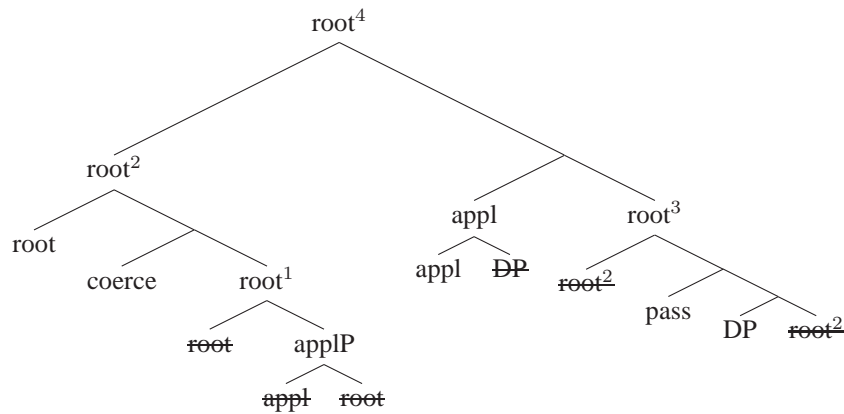 root⁴
root²
appl root³
root
coerce root¹
appl DP root²
pass
DP root²
root applP
appl root